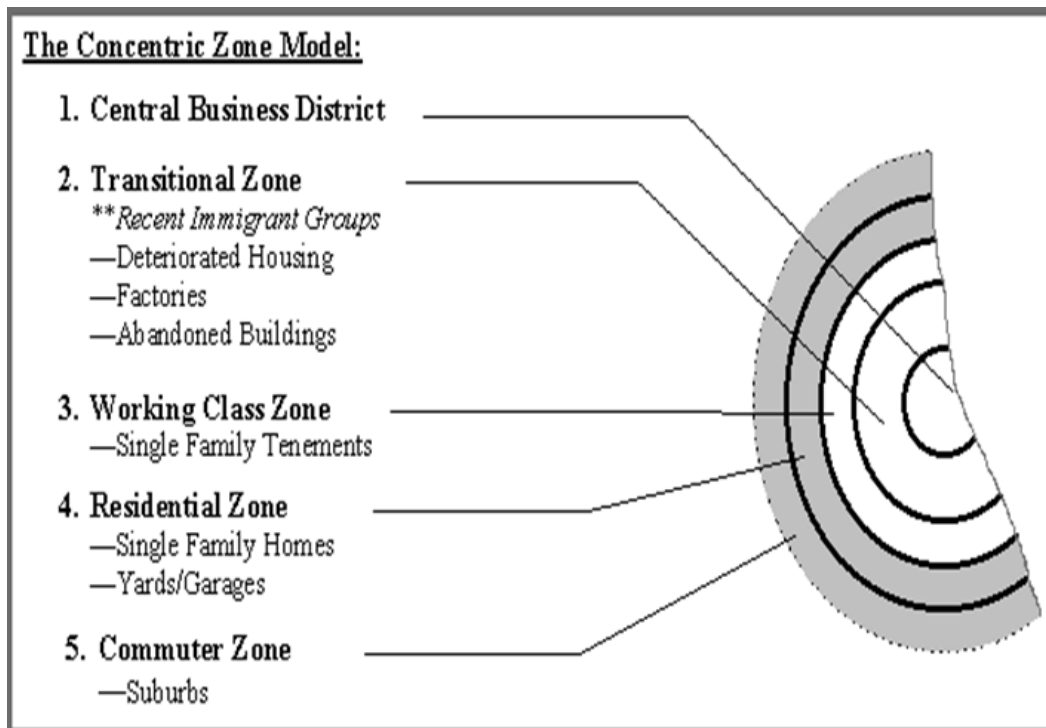 The Concentric Zone Model:
1. Central Business District
2. Transitional Zone
**Recent Immigrant Groups
—Deteriorated Housing
—Factories
—Abandoned Buildings
3. Working Class Zone
—Single Family Tenements
4. Residential Zone
—Single Family Homes
—Yards/Garages
5. Commuter Zone
—Suburbs